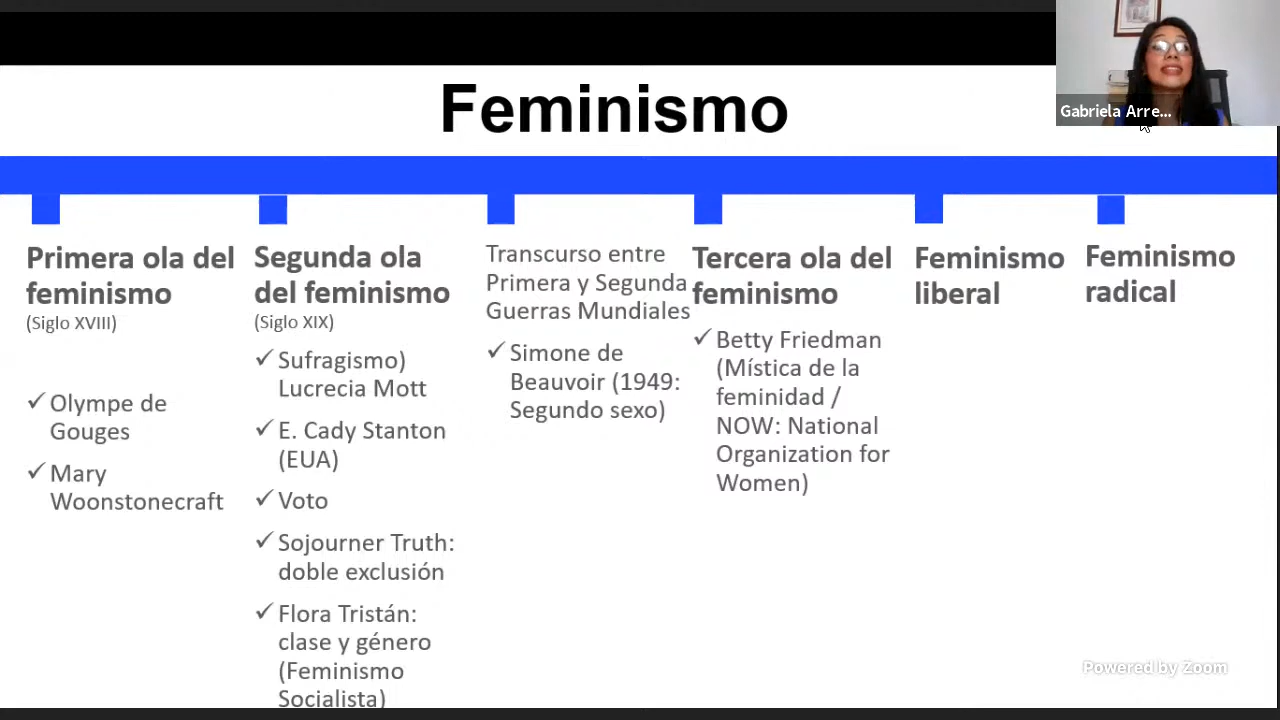 Feminismo
Gabriela Arre...
Primera ola del
feminismo
(Siglo XVIII)
✓ Olympe de
Gouges
✓ Mary
Woonstonecraft
Segunda ola
del feminismo
(Siglo XIX)
✓ Sufragismo)
Lucrecia Mott
✓ E. Cady Stanton
(EUA)
✓ Voto
✓ Sojourner Truth:
doble exclusión
✓ Flora Tristán:
clase y género
(Feminismo
Socialista)
Transcurso entre
Primera y Segunda
Guerras Mundiales
✓ Simone de
Beauvoir (1949:
Segundo sexo)
Tercera ola del
feminismo
✓ Betty Friedman
(Mística de la
feminidad /
NOW: National
Organization for
Women)
Feminismo
liberal
Feminismo
radical
Powered by Zoom